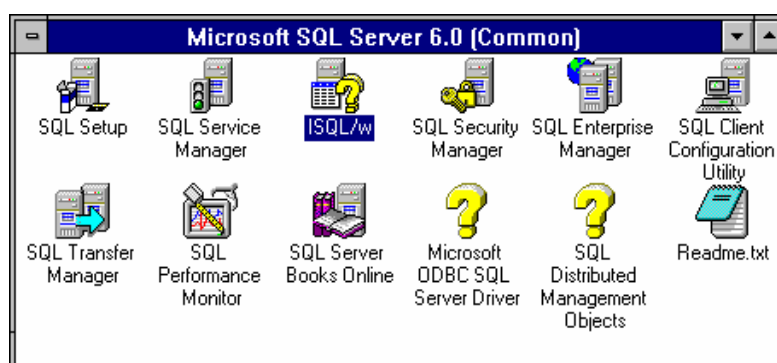 Microsoft SQL Server 6.0 (Common)
SQL Setup
SQL Service
Manager
ISQL/w
SQL Security
Manager
SQL Enterprise
Manager
SQL Client
Configuration
Utility
SQL Transfer
Manager
SQL
Performance
Monitor
SQL Server
Books Online
Microsoft
ODBC SQL
Server Driver
SQL
Distributed
Management
Objects
Readme.txt